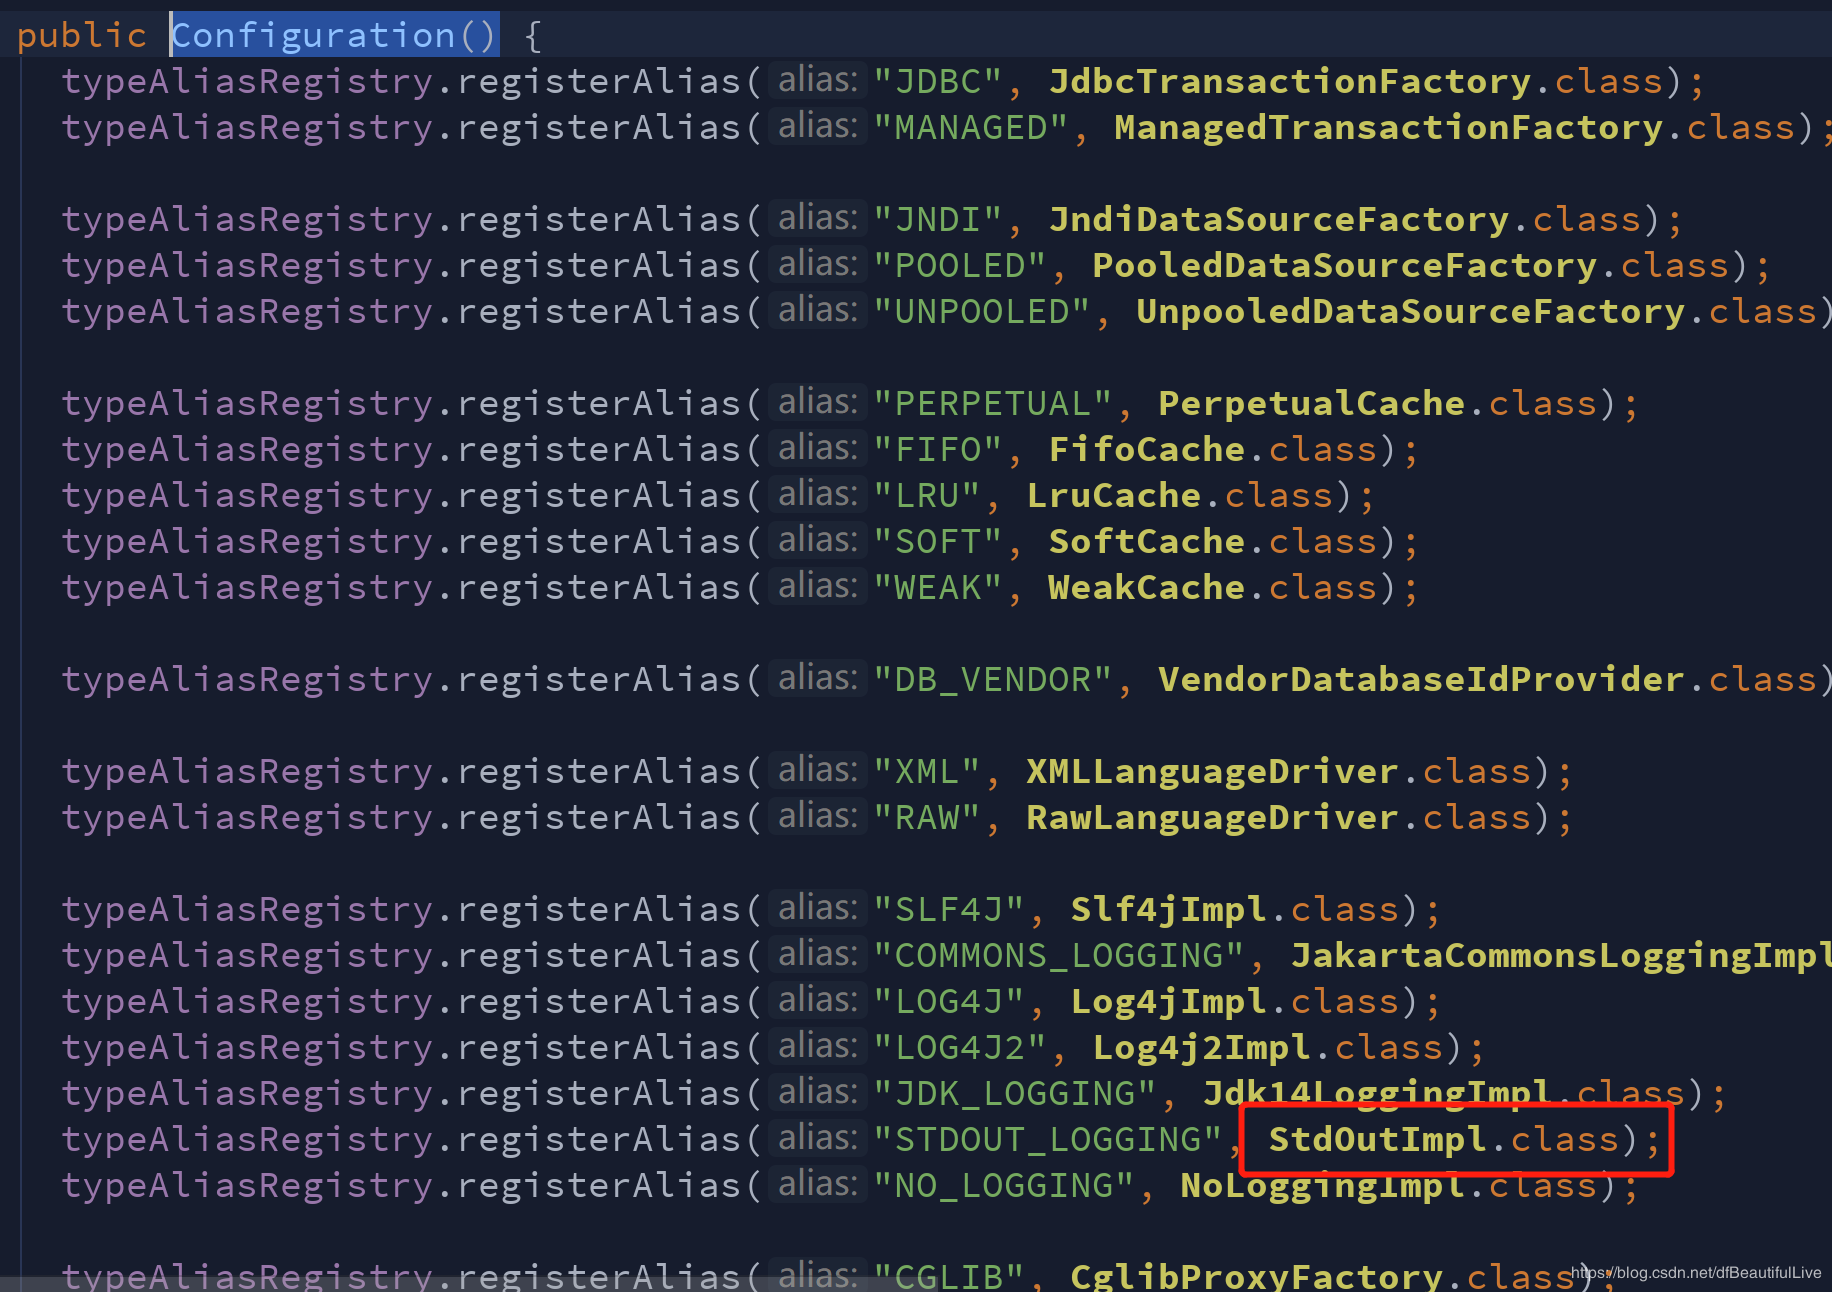 public Configuration() {
typeAliasRegistry.registerAlias( alias: "JDBC", JdbcTransactionFactory.class);
typeAliasRegistry.registerAlias( alias: "MANAGED", ManagedTransactionFactory.class);
typeAliasRegistry.registerAlias( alias: "JNDI", JndiDataSourceFactory.class);
typeAliasRegistry.registerAlias( alias: "POOLED", PooledDataSourceFactory.class);
typeAliasRegistry.registerAlias( alias: "UNPOOLED", UnpooledDataSourceFactory.class)
typeAliasRegistry.registerAlias( alias: "PERPETUAL", PerpetualCache.class);
typeAliasRegistry.registerAlias( alias: "FIFO", FifoCache.class);
typeAliasRegistry.registerAlias( alias: "LRU", LruCache.class);
typeAliasRegistry.registerAlias( alias: "SOFT", SoftCache.class);
typeAliasRegistry.registerAlias( alias: "WEAK", WeakCache.class);
typeAliasRegistry.registerAlias( alias: "DB_VENDOR", VendorDatabaseIdProvider.class)
typeAliasRegistry.registerAlias( alias: "XML", XMLLanguageDriver.class);
typeAliasRegistry.registerAlias( alias: "RAW", RawLanguageDriver.class);
typeAliasRegistry.registerAlias( alias: "SLF4J", Slf4jImpl.class);
typeAliasRegistry.registerAlias( alias: "COMMONS_LOGGING", JakartaCommonsLoggingImpl
typeAliasRegistry.registerAlias( alias: "LOG4J", Log4jImpl.class);
typeAliasRegistry.registerAlias( alias: "LOG4J2", Log4j2Impl.class);
typeAliasRegistry.registerAlias( alias: "JDK_LOGGING", Jdk14LoggingImpl.class);
typeAliasRegistry.registerAlias( alias: "STDOUT_LOGGING", StdOutImpl.class);
typeAliasRegistry.registerAlias( alias: "NO_LOGGING", NoLoggingImpl.class);
typeAliasRegistry.registerAlias( alias: "CGLIB", CglibProxyFactory.class);
https://blog.csdn.net/dfBeautifulLive